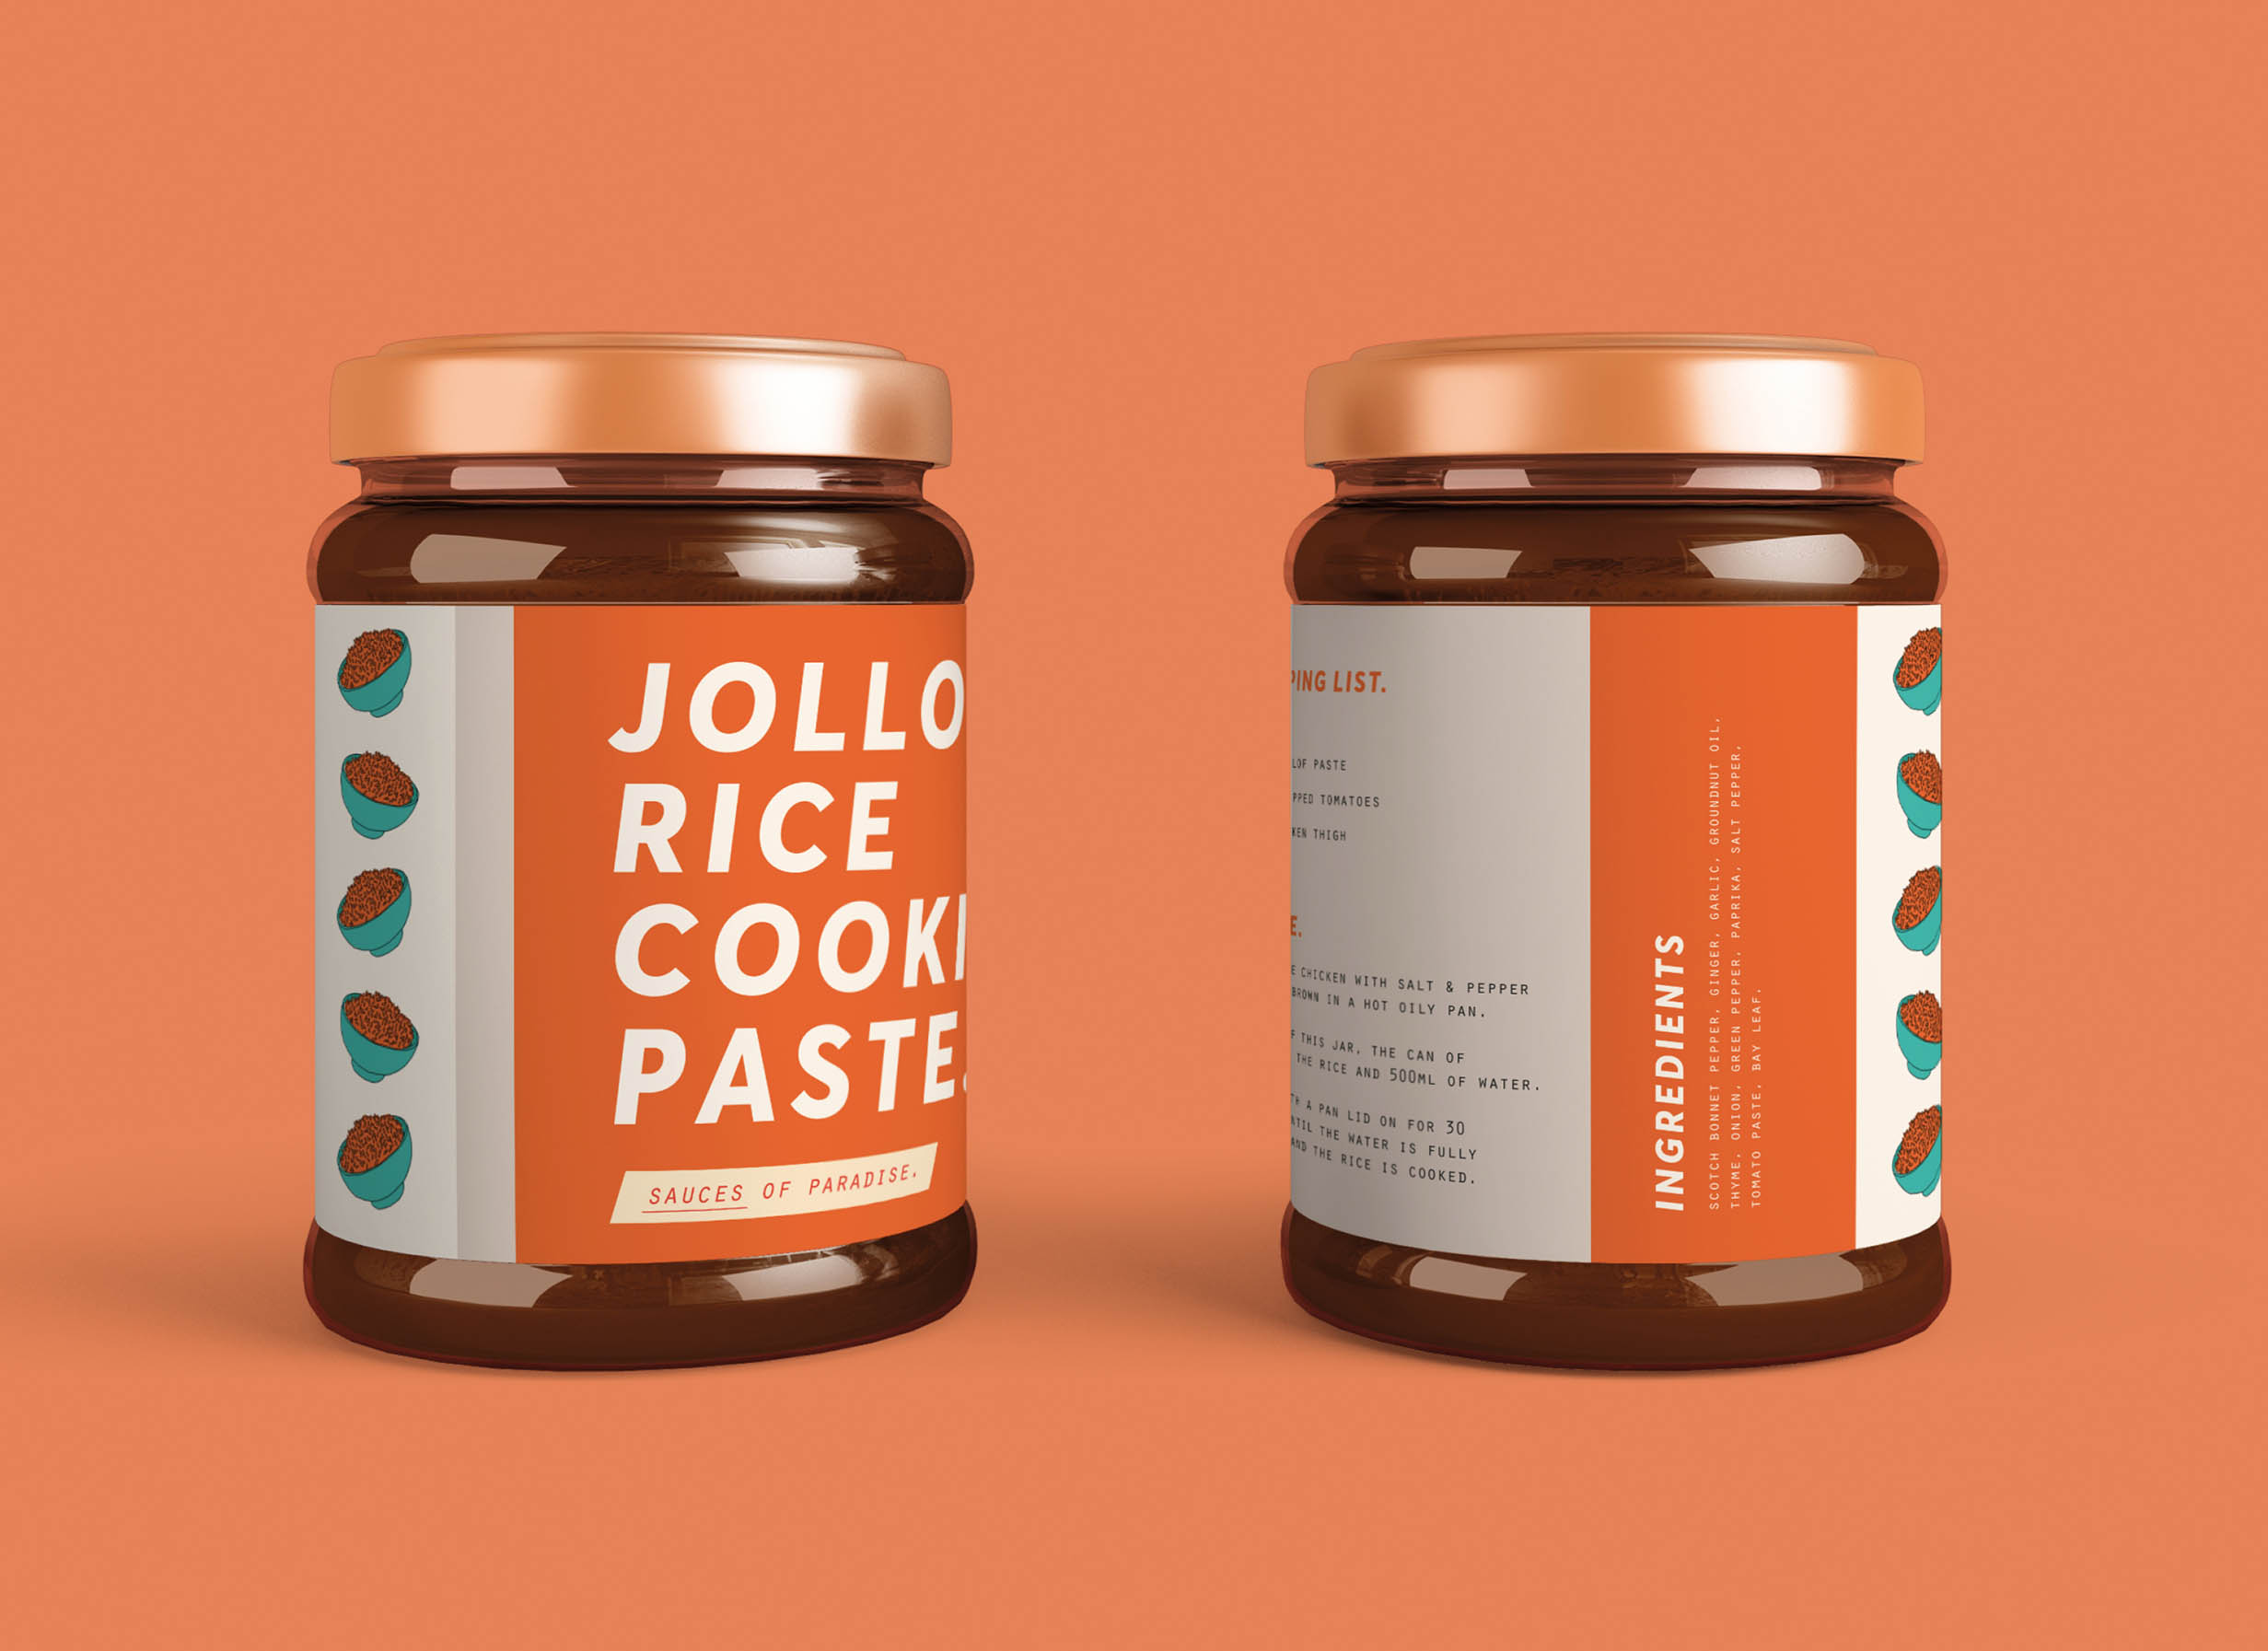 JOLLO
RICE
COOKI
PASTE.
SAUCES OF PARADISE.
PING LIST.
LOF PASTE
PPED TOMATOES
KEN THIGH
E.
E CHICKEN WITH SALT & PEPPER
BROWN IN A HOT OILY PAN.
F THIS JAR, THE CAN OF
THE RICE AND 500ML OF WATER.
TH A PAN LID ON FOR 30
NTIL THE WATER IS FULLY
AND THE RICE IS COOKED.
INGREDIENTS
SCOTCH BONNET PEPPER, GINGER, GARLIC, GROUNDNUT OIL,
THYME, ONION, GREEN PEPPER, PAPRIKA, SALT PEPPER,
TOMATO PASTE, BAY LEAF.